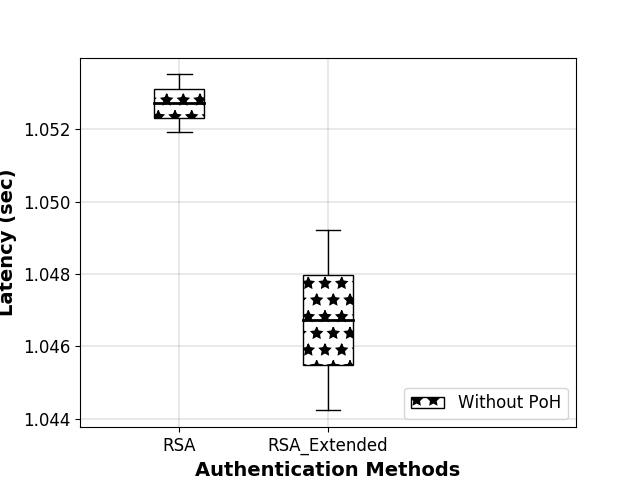 Latency (sec)
1.052
1.050
1.048
1.046
1.044
RSA
RSA_Extended
Authentication Methods
Without PoH